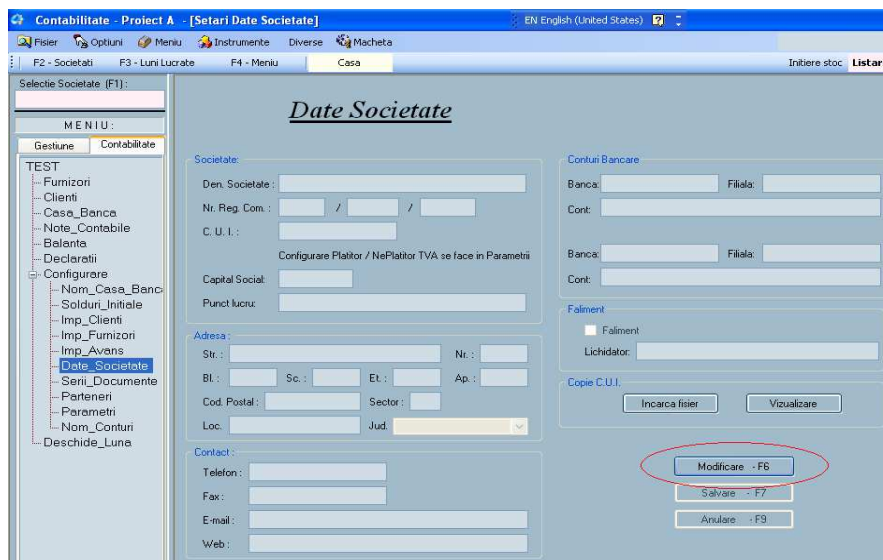 Contabilitate - Proiect A - [Setari Date Societate]
EN English (United States)
Fisier Optiuni Meniu Instrumente Diverse Macheta
F2 - Societati F3 - Luni Lucrate F4 - Meniu Casa Initiere stoc Listar
Selectie Societate (F1) :
MENIU :
Gestiune Contabilitate
TEST
Furnizori
Clienti
Casa_Banca
Note_Contabile
Balanta
Declaratii
Configurare
Nom_Casa_Banc
Solduri_Initiale
Imp_Clienti
Imp_Furnizori
Imp_Avans
Date_Societate
Serii_Documente
Parteneri
Parametri
Nom_Conturi
Deschide_Luna
Date Societate
Societate:
Den. Societate :
Nr. Reg. Com. : / /
C. U. I. :
Configurare Platitor / NePlatitor TVA se face in Parametrii
Capital Social:
Punct lucru:
Adresa :
Str. : Nr. :
Bl. : Sc. : Et. : Ap. :
Cod. Postal : Sector :
Loc. Jud.
Contact :
Telefon :
Fax :
E-mail :
Web :
Conturi Bancare
Banca: Filiala:
Cont:
Banca: Filiala:
Cont:
Faliment
Faliment
Lichidator:
Copie C.U.I.
Incarca fisier Vizualizare
Modificare - F6
Salvare - F7
Anulare - F9